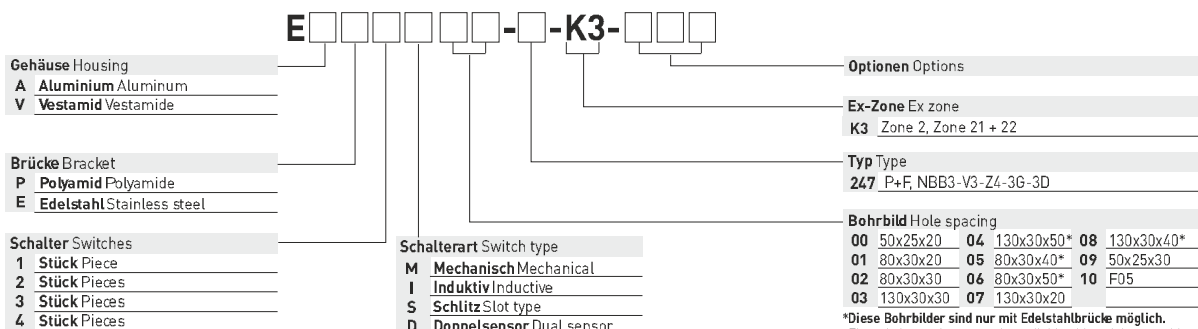 E - - K3 -
Gehäuse Housing
A Aluminium Aluminum
V Vestamid Vestamide
Brücke Bracket
P Polyamid Polyamide
E Edelstahl Stainless steel
Schalter Switches
1 Stück Piece
2 Stück Pieces
3 Stück Pieces
4 Stück Pieces
Schalterart Switch type
M Mechanisch Mechanical
I Induktiv Inductive
S Schlitz Slot type
D Doppelsensor Dual sensor
Optionen Options
Ex-Zone Ex zone
K3 Zone 2, Zone 21 + 22
Typ Type
247 P+F, NBB3-V3-Z4-3G-3D
Bohrbild Hole spacing
00 50x25x20 04 130x30x50* 08 130x30x40*
01 80x30x20 05 80x30x40* 09 50x25x30
02 80x30x30 06 80x30x50* 10 F05
03 130x30x30 07 130x30x20
*Diese Bohrbilder sind nur mit Edelstahlbrücke möglich.